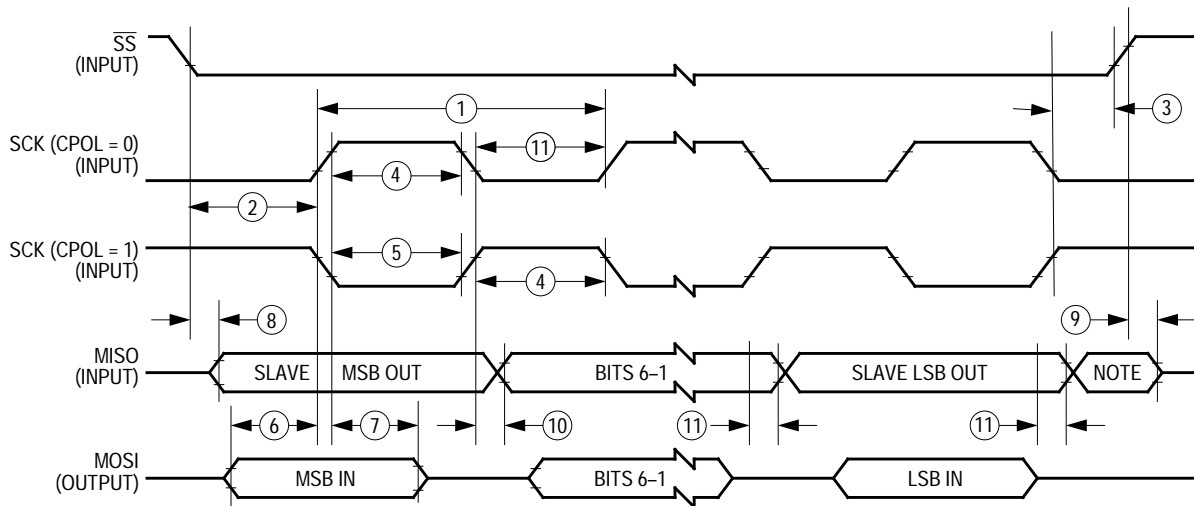 SS
(INPUT)
1
3
SCK (CPOL = 0)
(INPUT)
11
4
2
SCK (CPOL = 1)
(INPUT)
5
4
8
9
MISO
(INPUT)
SLAVE MSB OUT
BITS 6–1
SLAVE LSB OUT
NOTE
6
7
10
11
11
MOSI
(OUTPUT)
MSB IN
BITS 6–1
LSB IN